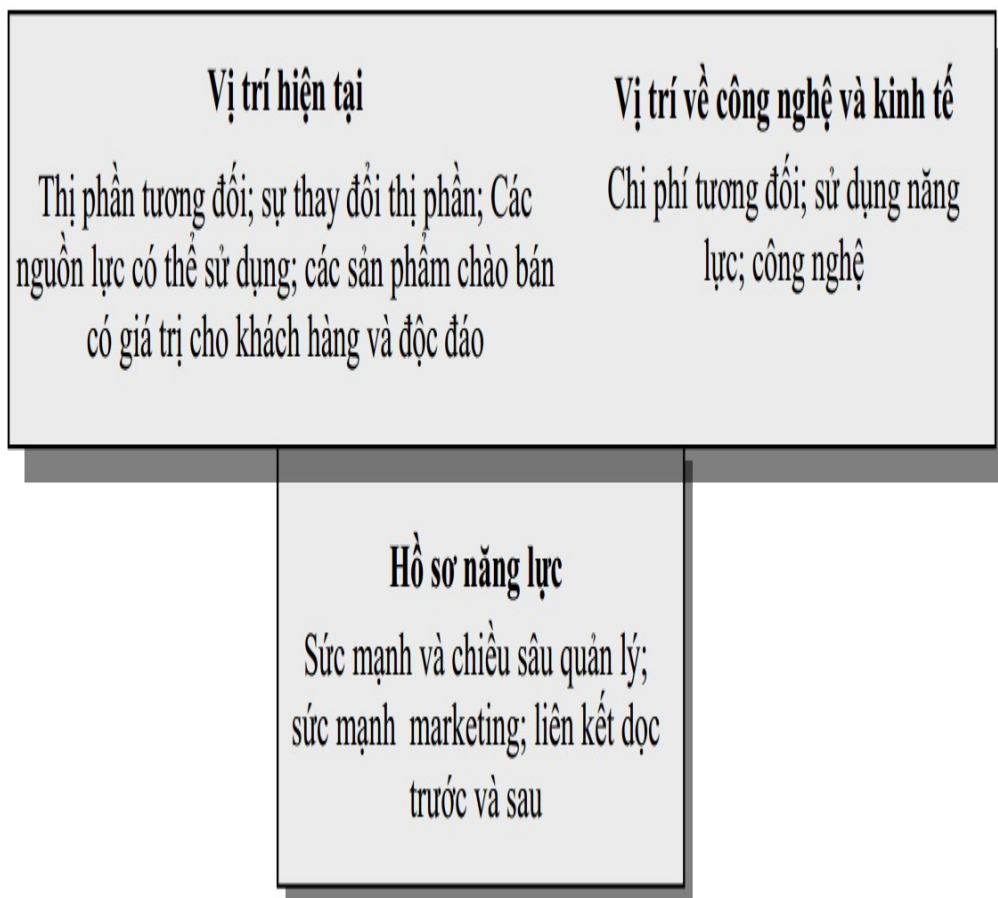 Vị trí hiện tại
Thị phần tương đối; sự thay đổi thị phần; Các
nguồn lực có thể sử dụng; các sản phẩm chào bán
có giá trị cho khách hàng và độc đáo
Vị trí về công nghệ và kinh tế
Chi phí tương đối; sử dụng năng
lực; công nghệ
Hồ sơ năng lực
Sức mạnh và chiều sâu quản lý;
sức mạnh marketing; liên kết dọc
trước và sau